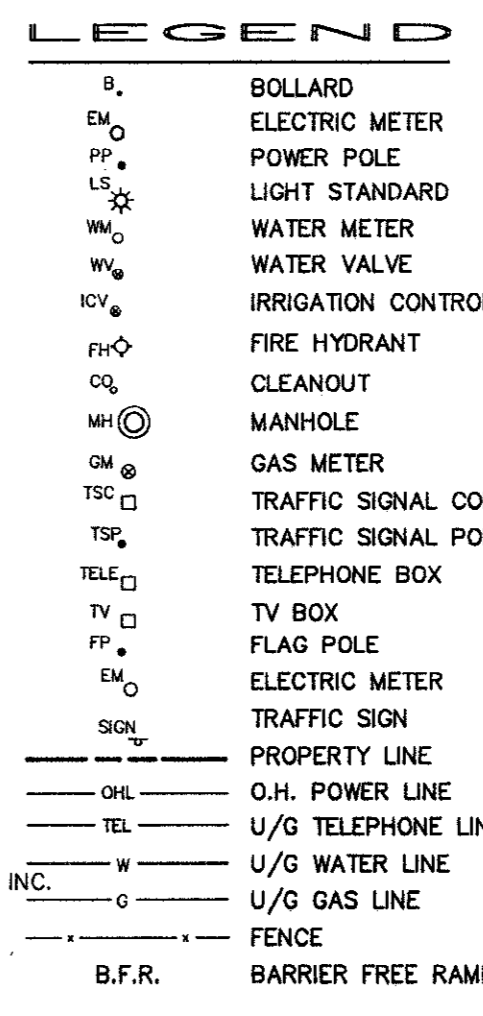 LEGEND
B. BOLLARD
EM ELECTRIC METER
PP POWER POLE
LS LIGHT STANDARD
WM WATER METER
WV WATER VALVE
ICV IRRIGATION CONTRO
FH FIRE HYDRANT
CO CLEANOUT
MH MANHOLE
GM GAS METER
TSC TRAFFIC SIGNAL CO
TSP TRAFFIC SIGNAL PO
TELE TELEPHONE BOX
TV TV BOX
FP FLAG POLE
EM ELECTRIC METER
SIGN TRAFFIC SIGN
PROPERTY LINE
OHL O.H. POWER LINE
TEL U/G TELEPHONE LIN
W U/G WATER LINE
INC.
G U/G GAS LINE
x x FENCE
B.F.R. BARRIER FREE RAM